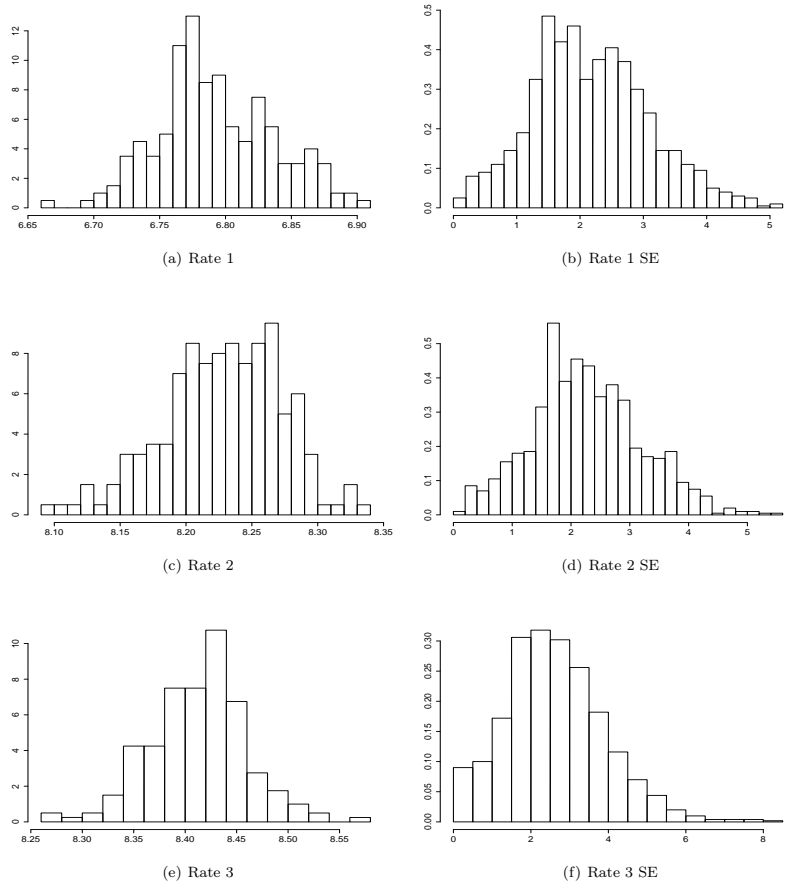 0 2 4 6 8 10 12
6.65 6.70 6.75 6.80 6.85 6.90
(a) Rate 1
0.0 0.1 0.2 0.3 0.4 0.5
0 1 2 3 4 5
(b) Rate 1 SE
0 2 4 6 8
8.10 8.15 8.20 8.25 8.30 8.35
(c) Rate 2
0.0 0.1 0.2 0.3 0.4 0.5
0 1 2 3 4 5
(d) Rate 2 SE
0 2 4 6 8 10
8.25 8.30 8.35 8.40 8.45 8.50 8.55
(e) Rate 3
0.00 0.05 0.10 0.15 0.20 0.25 0.30
0 2 4 6 8
(f) Rate 3 SE